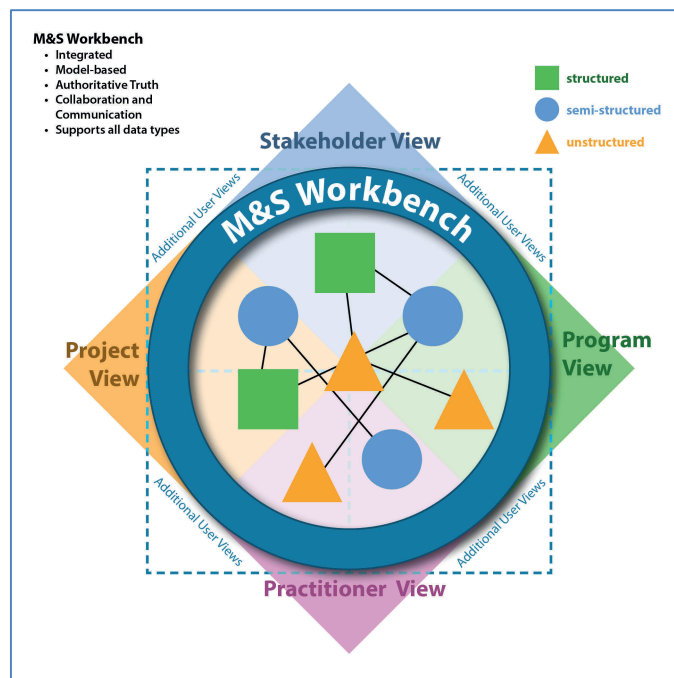 M&S Workbench
• Integrated
• Model-based
• Authoritative Truth
• Collaboration and
Communication
• Supports all data types
structured
semi-structured
unstructured
Stakeholder View
Additional User Views
Additional User Views
M&S Workbench
Project
View
Program
View
Additional User Views
Additional User Views
Practitioner View